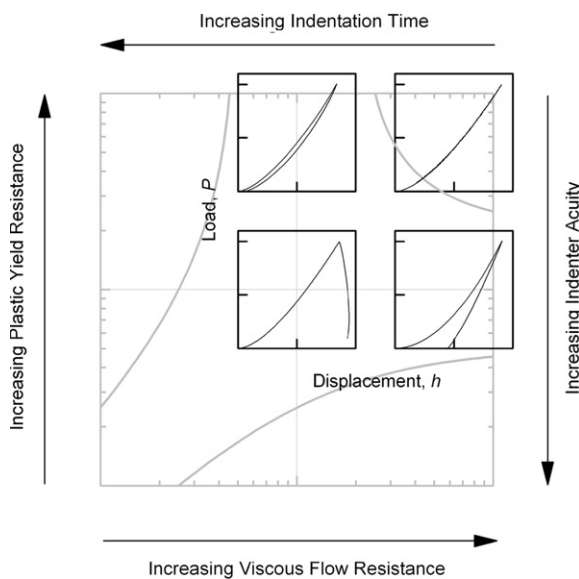 Increasing Indentation Time
Increasing Plastic Yield Resistance
Load, P
Increasing Indenter Acuity
Displacement, h
Increasing Viscous Flow Resistance